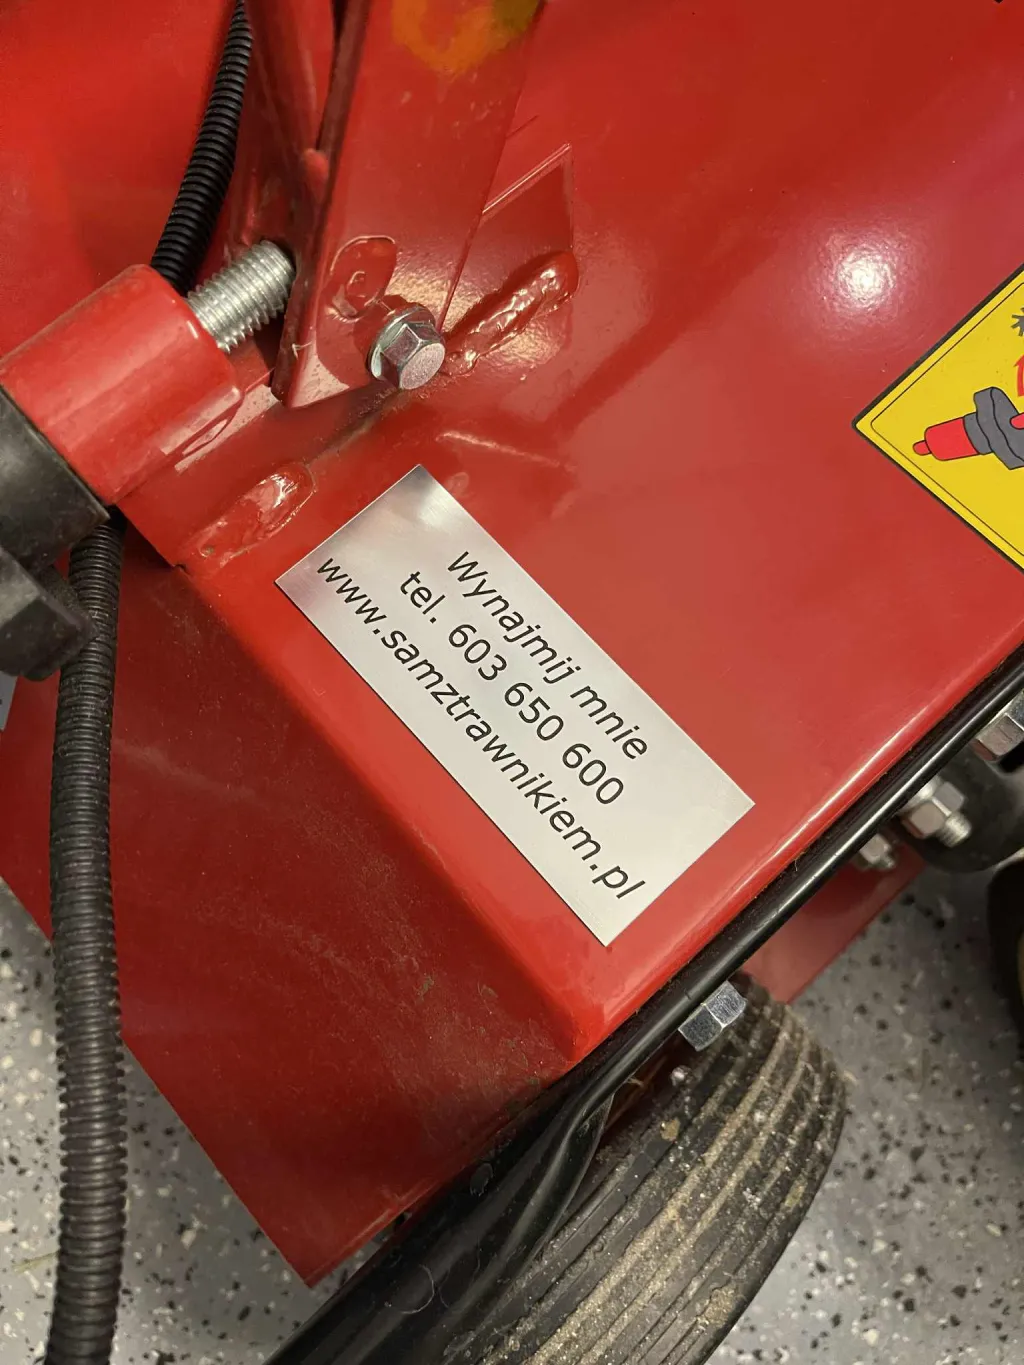 Wynajmij mnie
tel. 603 650 600
www.samztrawnikiem.pl